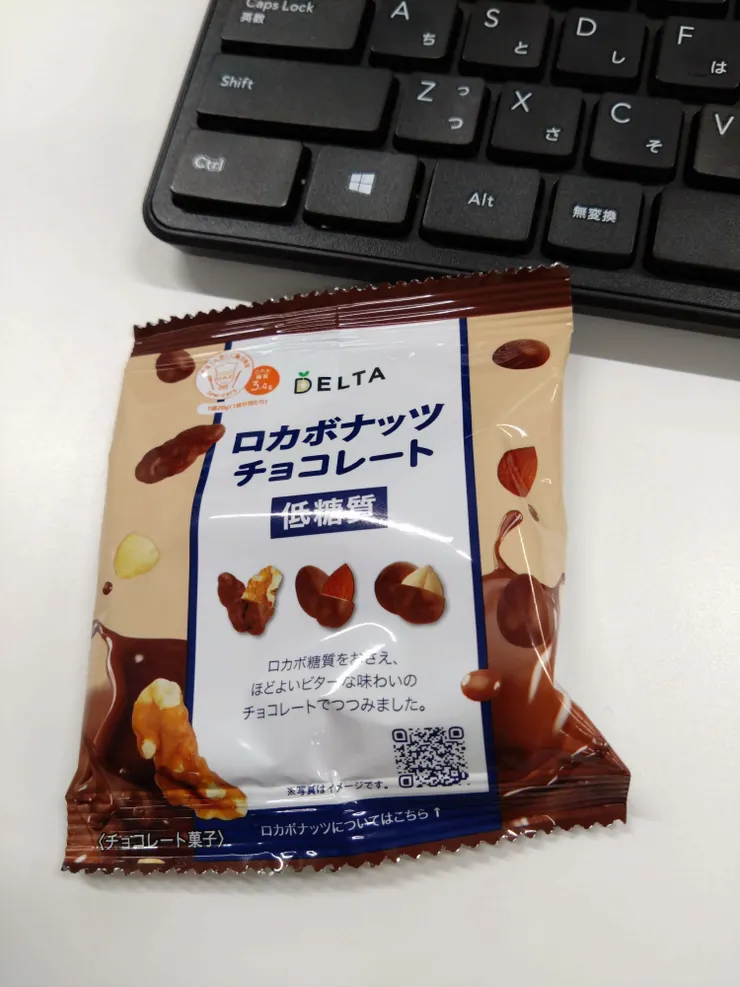 Caps Lock
英数
A
ち
S
と
D
し
F
は
Shift
Z
っ
つ
X
さ
C
そ
V
Ctrl
Alt
無変換
糖質
3.4g
DELTA
ロカボナッツ
チョコレート
低糖質
ロカボ糖質をおさえ、
ほどよいビターな味わいの
チョコレートでつつみました。
※写真はイメージです。
〈チョコレート菓子〉
ロカボナッツについてはこちら↑